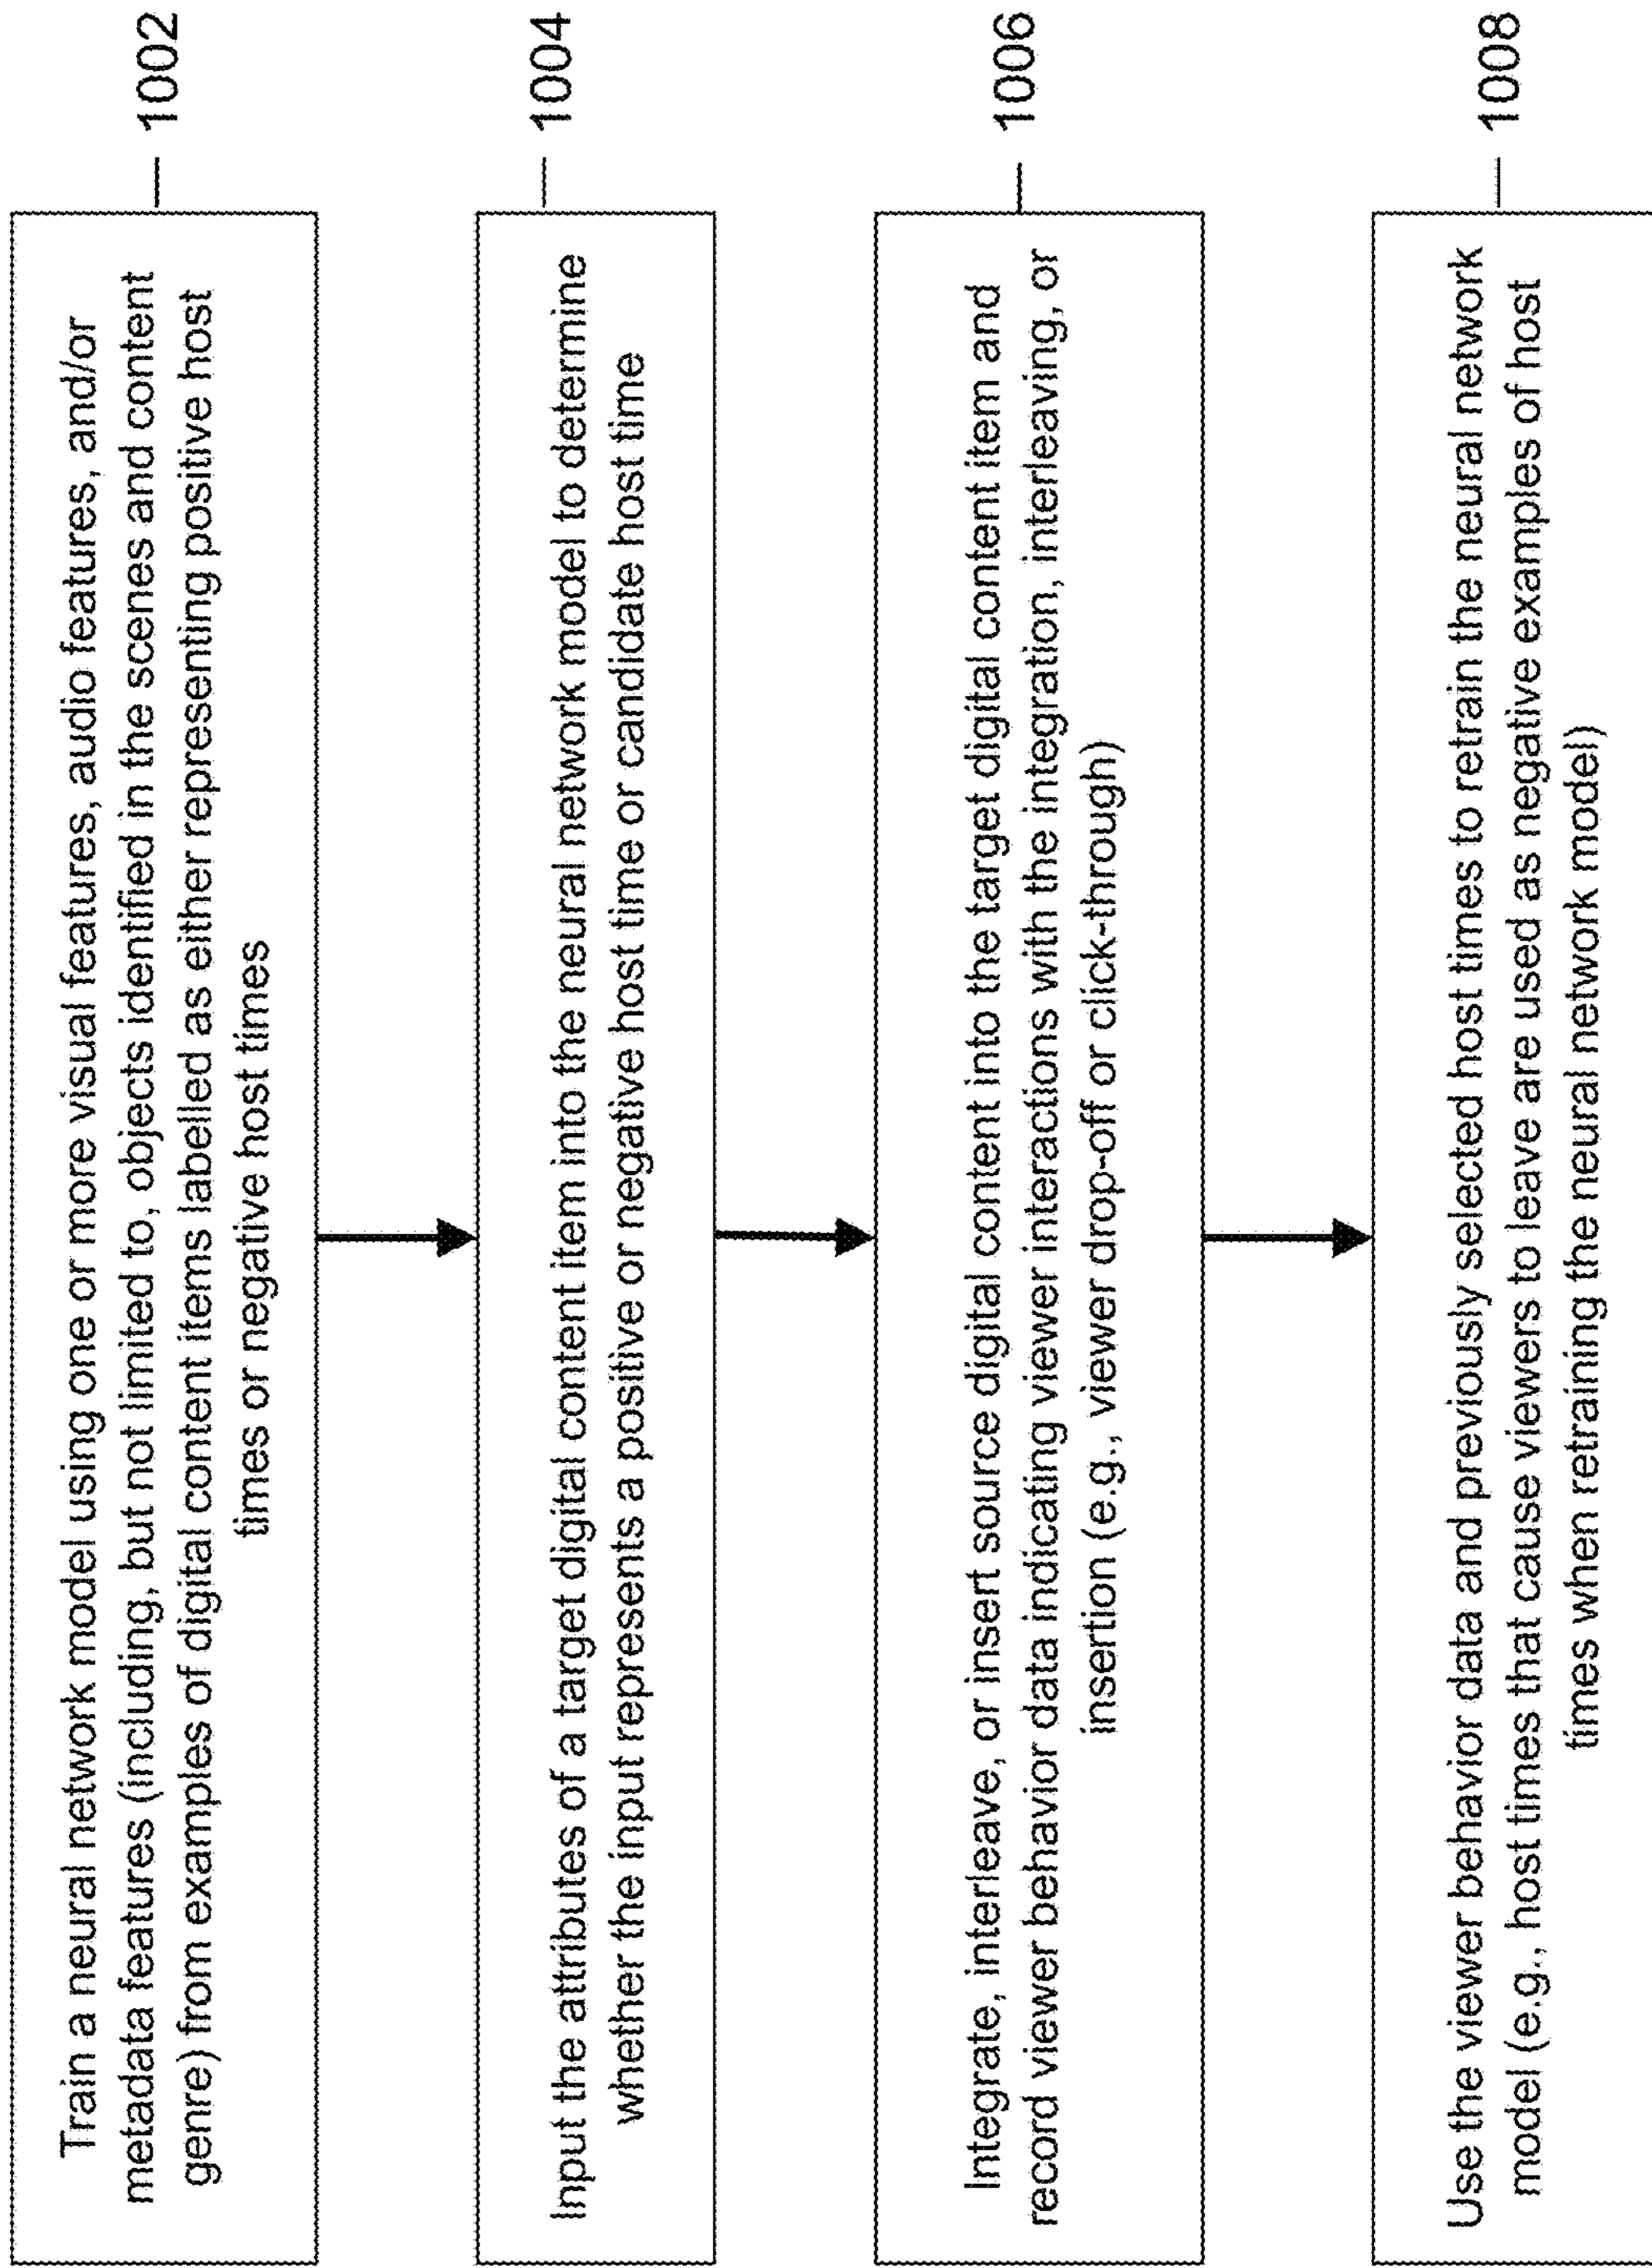 Train a neural network model using one or more visual features, audio features, and/or
metadata features (including, but not limited to, objects identified in the scenes and content
genre) from examples of digital content items labelled as either representing positive host
times or negative host times
1002
Input the attributes of a target digital content item into the neural network model to determine
whether the input represents a positive or negative host time or candidate host time
1004
Integrate, interleave, or insert source digital content into the target digital content item and
record viewer behavior data indicating viewer interactions with the integration, interleaving, or
insertion (e.g., viewer drop-off or click-through)
1006
Use the viewer behavior data and previously selected host times to retrain the neural network
model (e.g., host times that cause viewers to leave are used as negative examples of host
times when retraining the neural network model)
1008